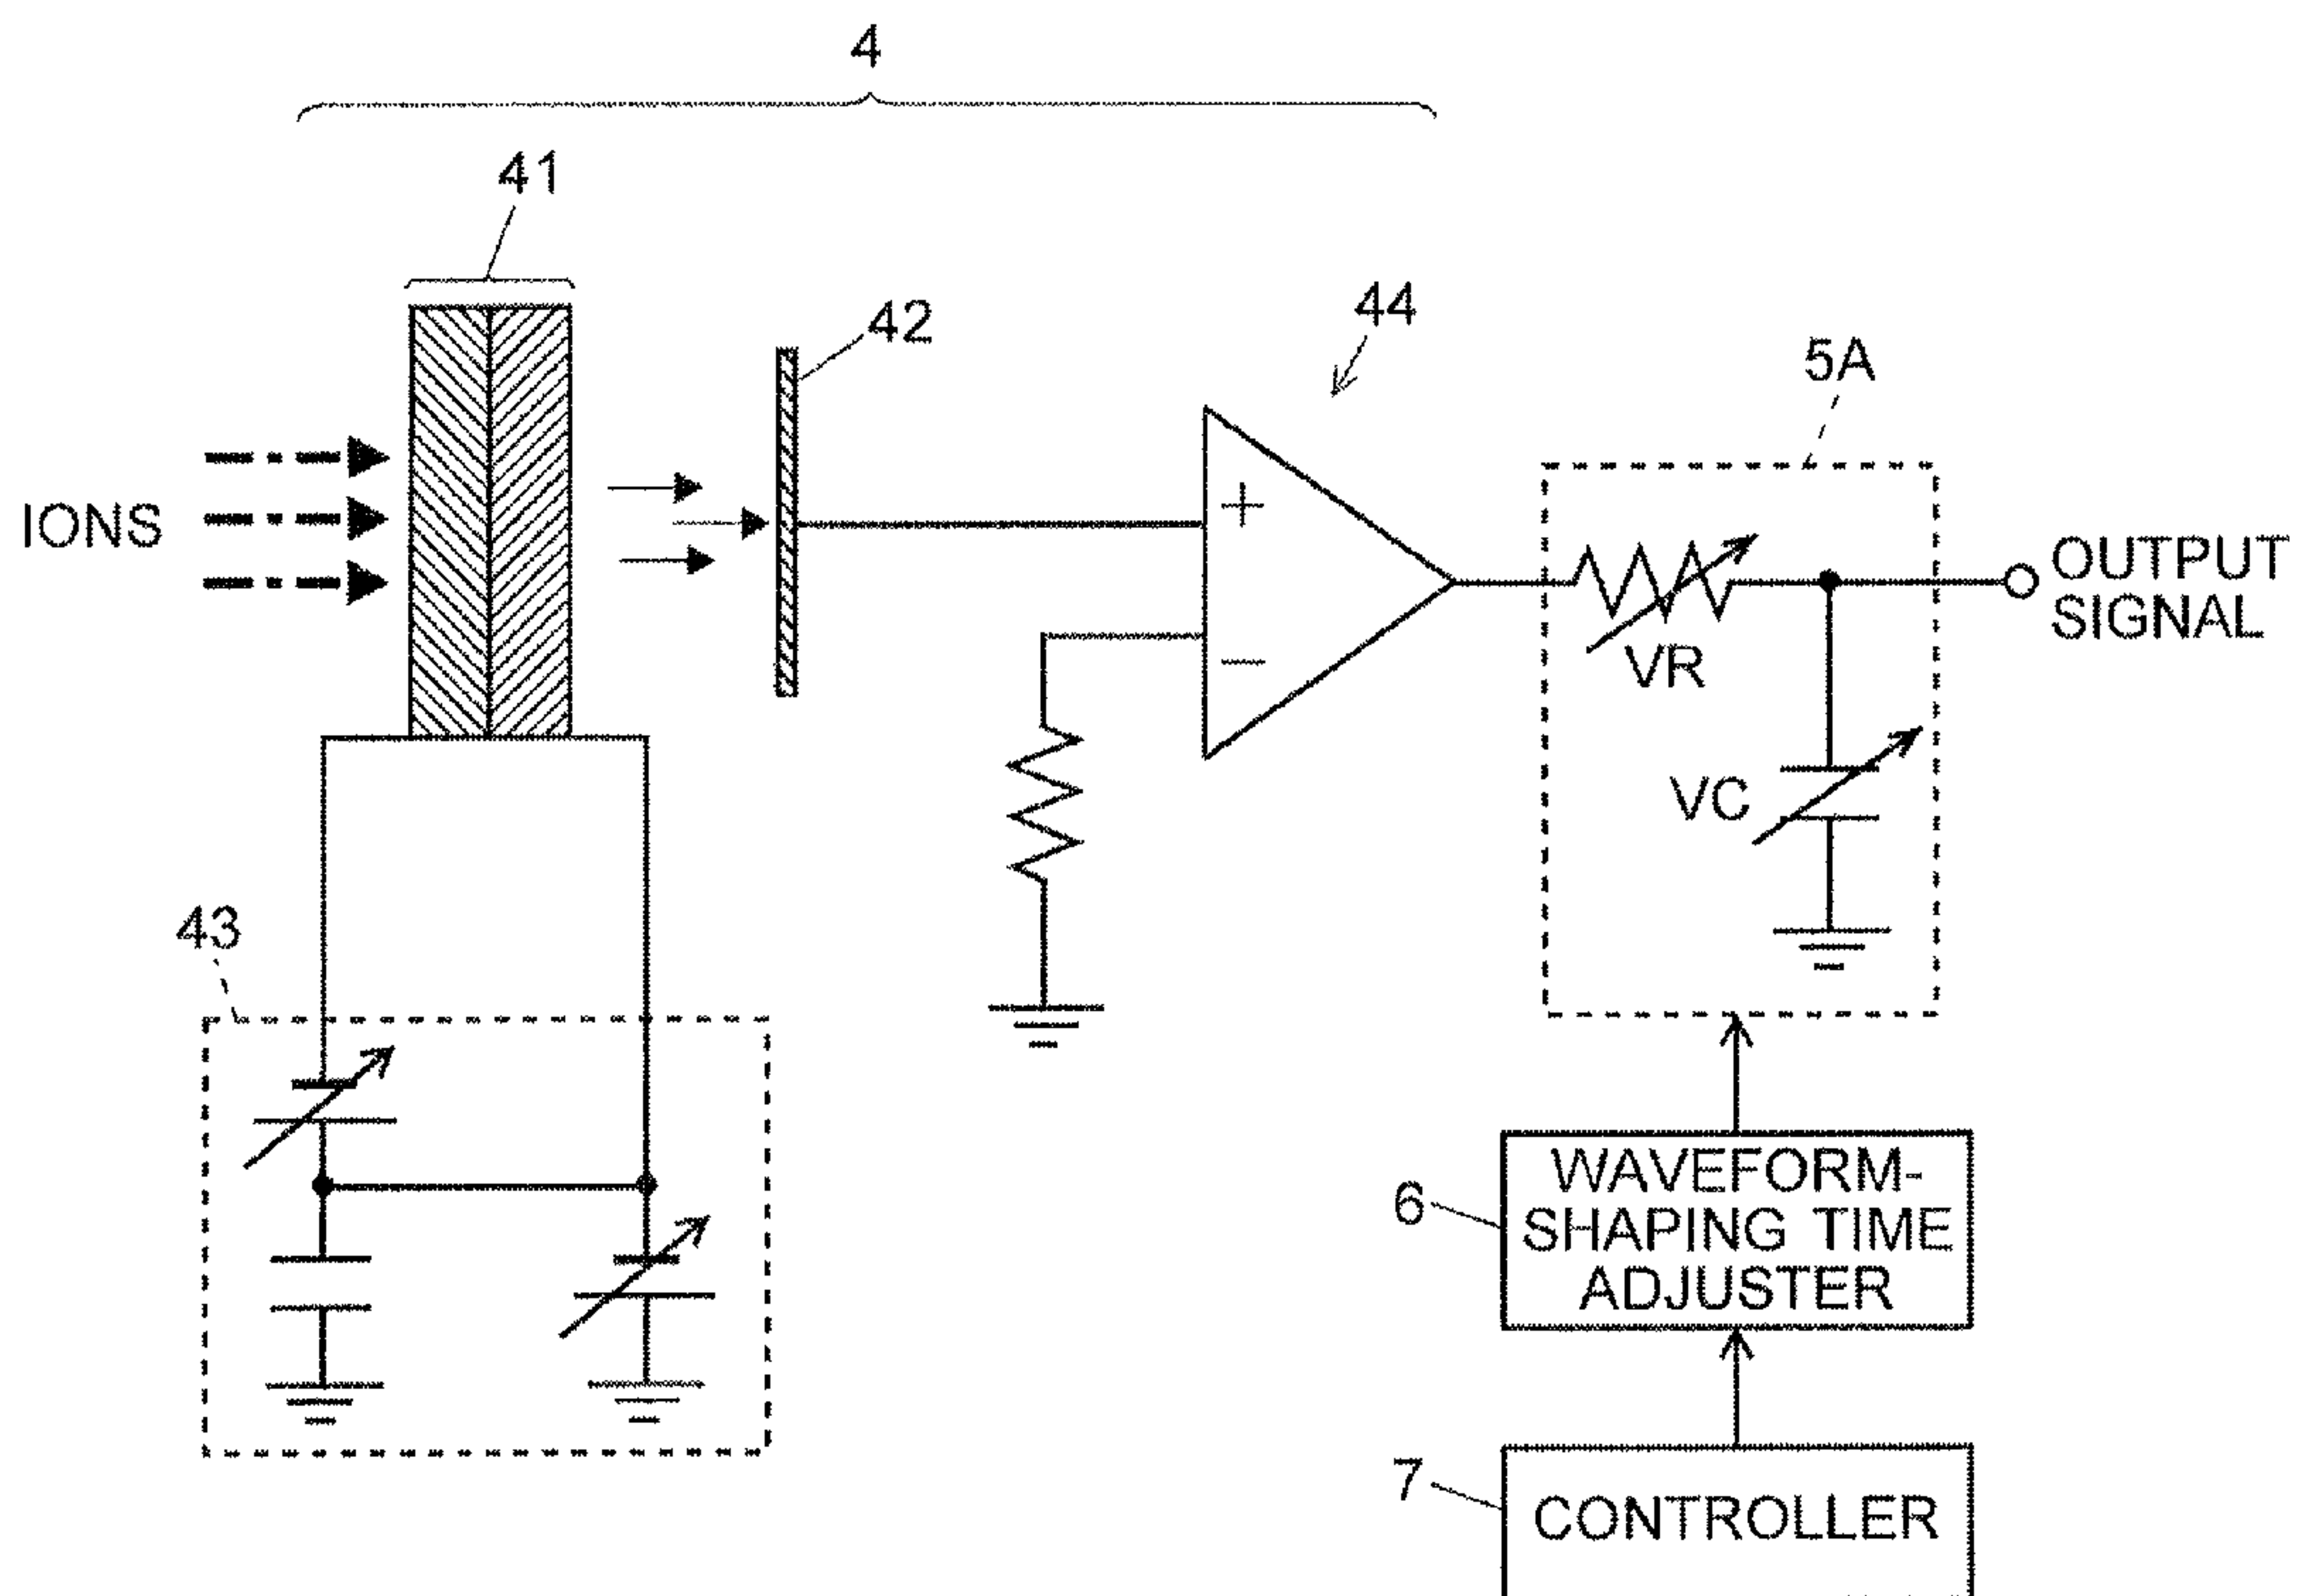 4
41
42
44
5A
IONS
+
−
OUTPUT
SIGNAL
VR
VC
43
6
WAVEFORM-
SHAPING TIME
ADJUSTER
7
CONTROLLER